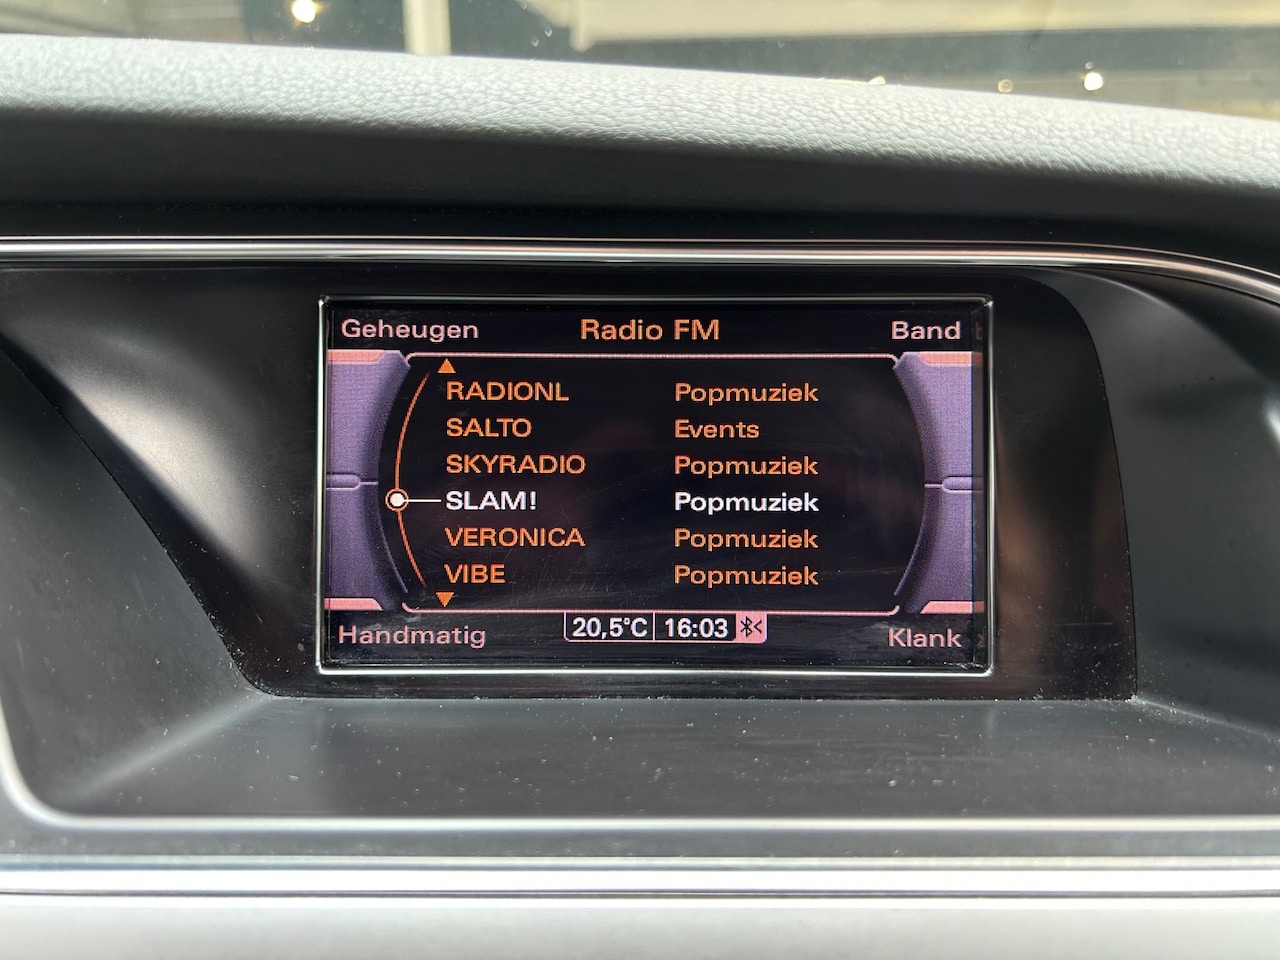 Geheugen Radio FM Band
RADIONL Popmuziek
SALTO Events
SKYRADIO Popmuziek
SLAM! Popmuziek
VERONICA Popmuziek
VIBE Popmuziek
Handmatig 20,5°C 16:03 Klank